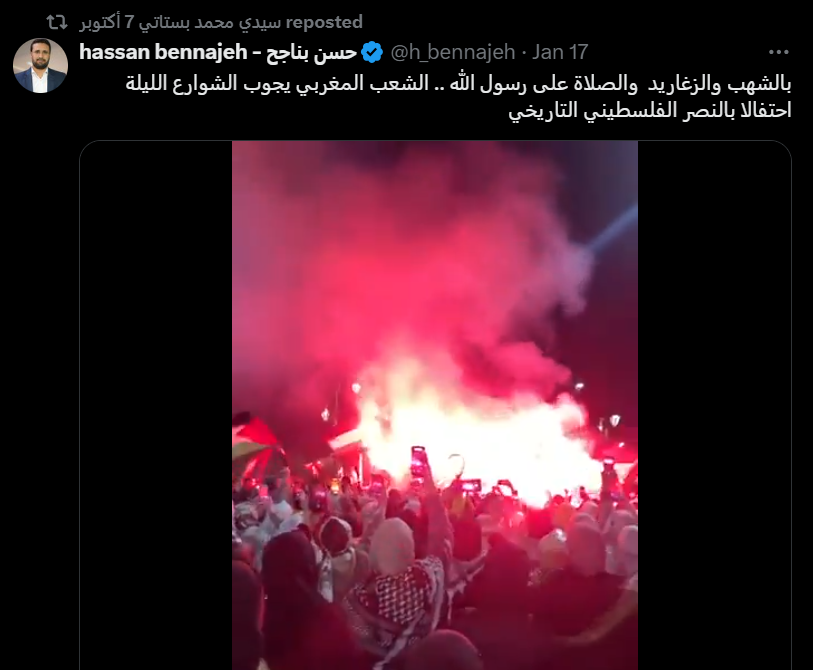 سيدي محمد بستاتي 7 أكتوبر reposted
hassan bennajeh - حسن بناجح @h_bennajeh · Jan 17
بالشهب والزغاريد والصلاة على رسول الله .. الشعب المغربي يجوب الشوارع الليلة
احتفالا بالنصر الفلسطيني التاريخي